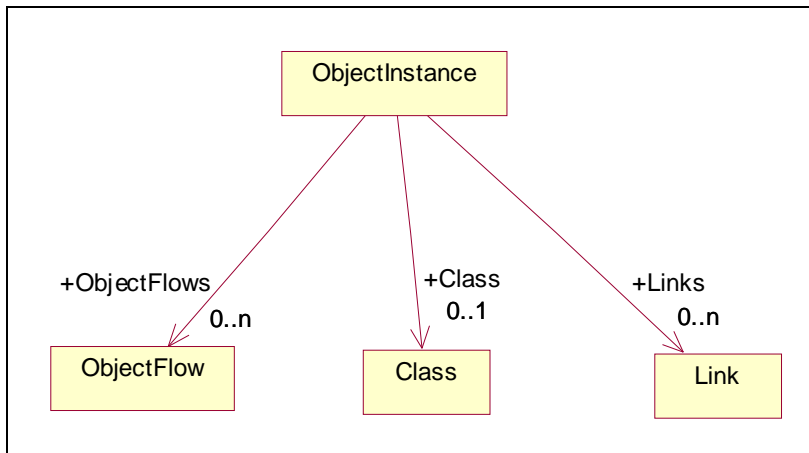 ObjectInstance
+ObjectFlows
+Class
+Links
0..n
0..1
0..n
ObjectFlow
Class
Link